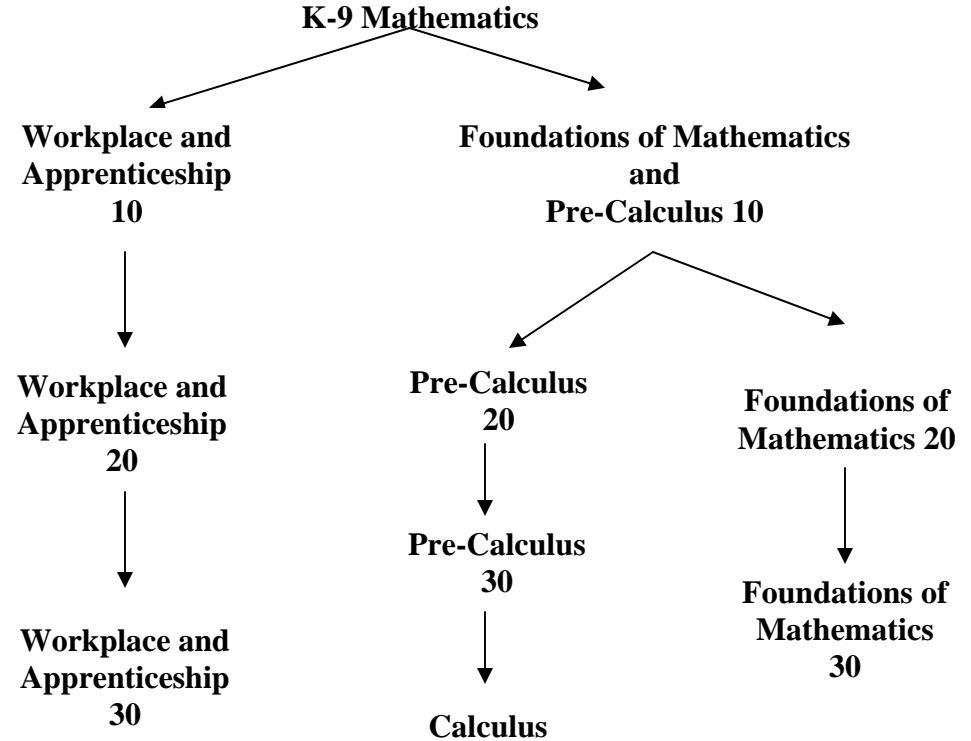 K-9 Mathematics
Workplace and
Apprenticeship
10
Foundations of Mathematics
and
Pre-Calculus 10
Workplace and
Apprenticeship
20
Pre-Calculus
20
Foundations of
Mathematics 20
Pre-Calculus
30
Foundations of
Mathematics
30
Workplace and
Apprenticeship
30
Calculus